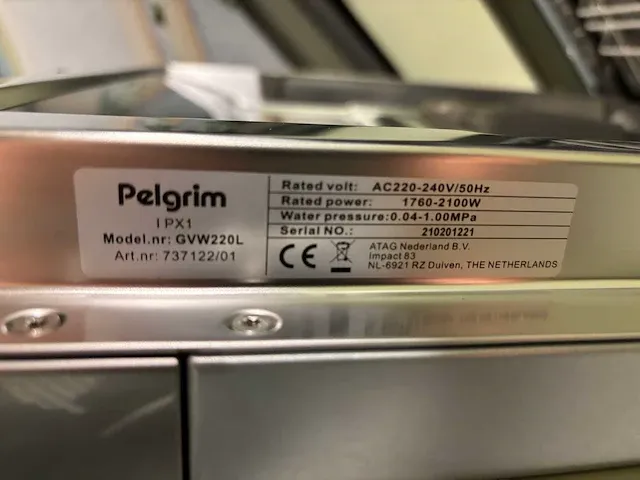 Pelgrim
IPX1
Model.nr: GVW220L
Art.nr: 737122/01
Rated volt: AC220-240V/50Hz
Rated power: 1760-2100W
Water pressure:0.04-1.00MPa
Serial NO.: 210201221
CE
ATAG Nederland B.V.
Impact 83
NL-6921 RZ Duiven, THE NETHERLANDS